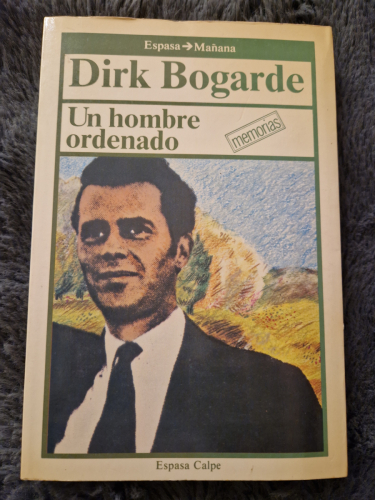 Espasa → Mañana
Dirk Bogarde
Un hombre
ordenado
memorias
Espasa Calpe